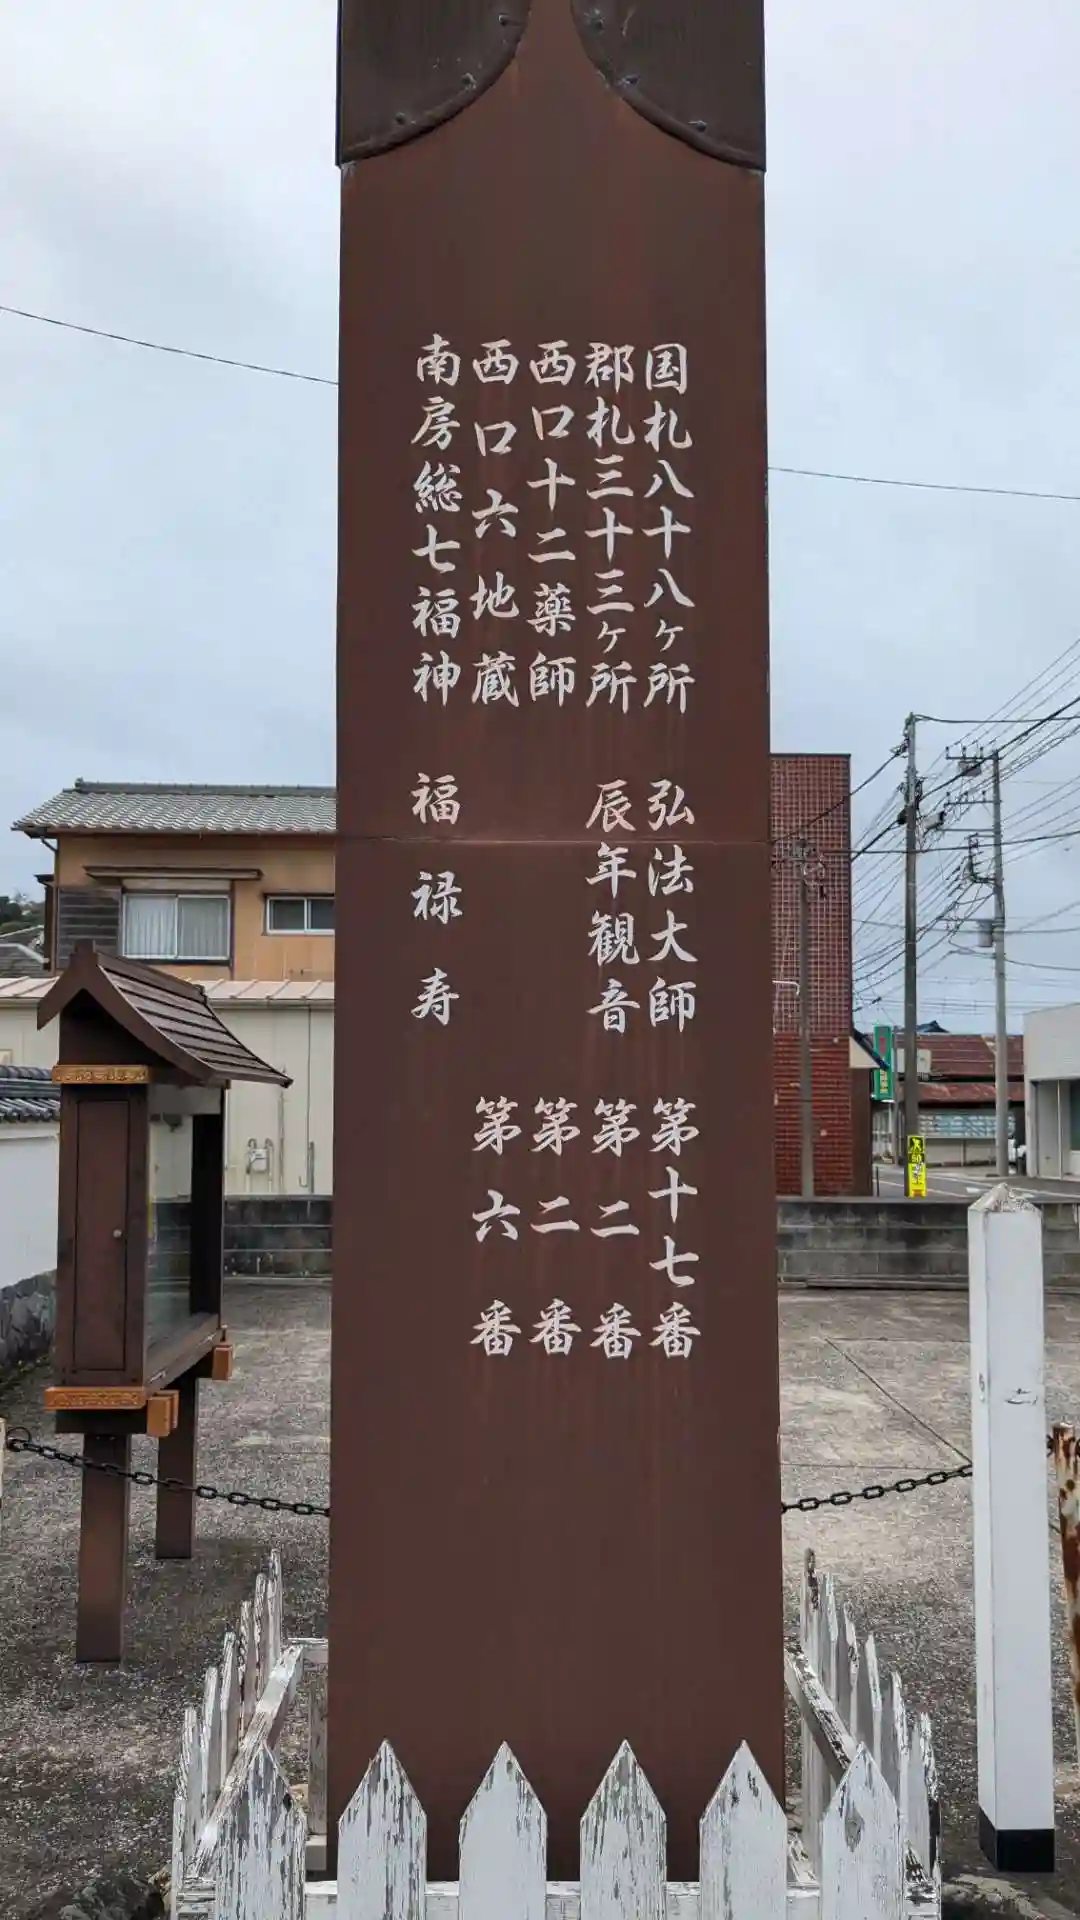 国札八十八ヶ所 弘法大師 第十七番
郡札三十三ヶ所 辰年観音 第二番
西口十二薬師 第二番
西口六地蔵 第六番
南房総七福神 福禄寿